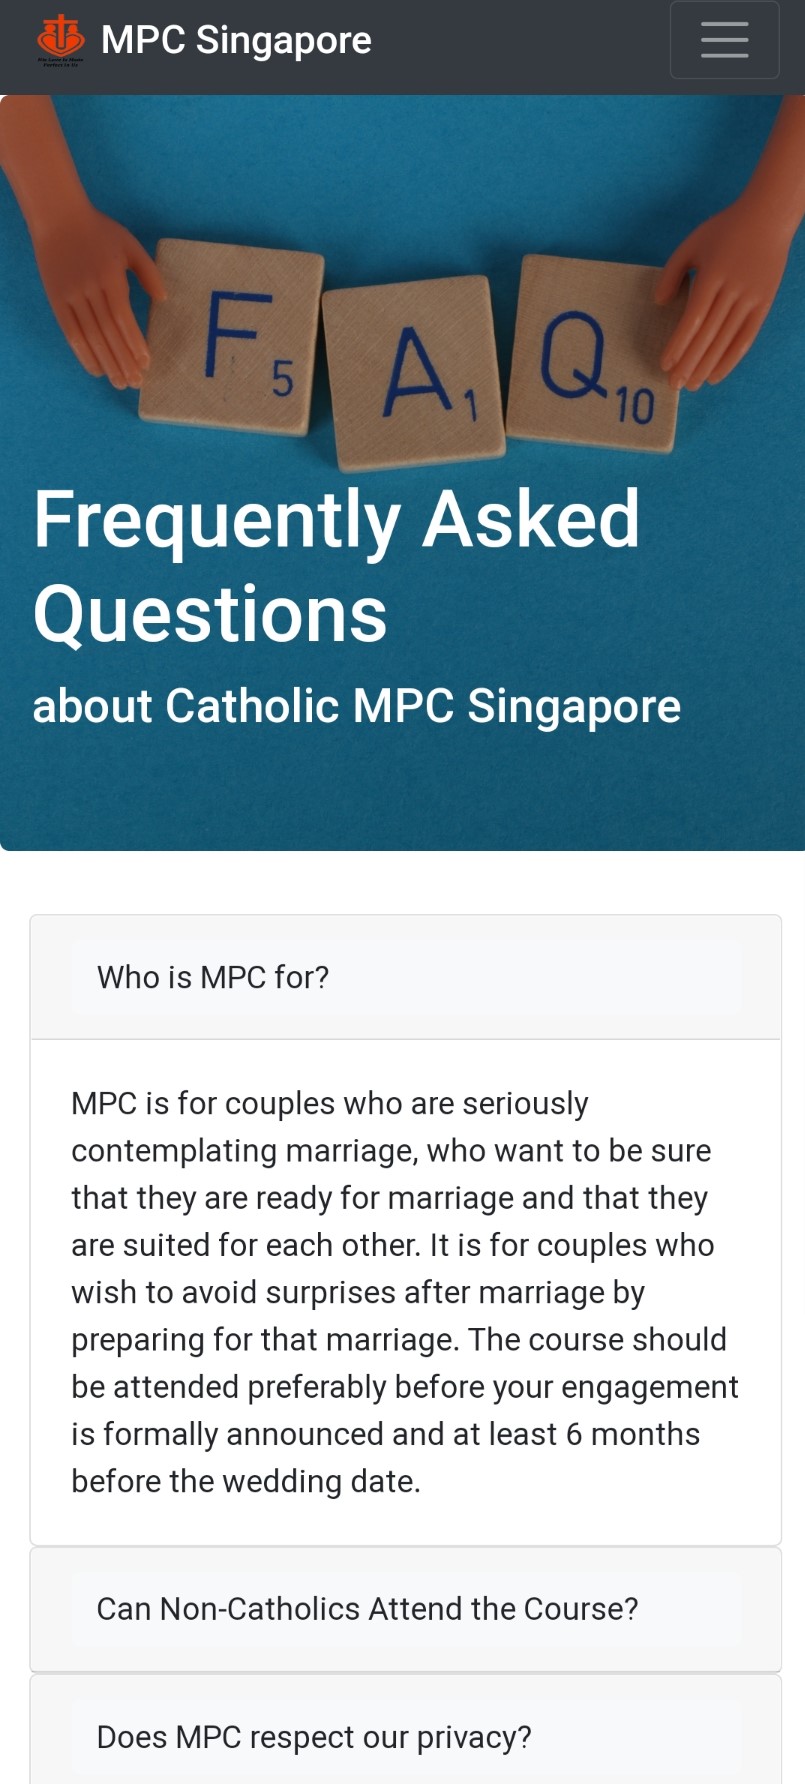 MPC Singapore
F5 A1 Q10
Frequently Asked
Questions
about Catholic MPC Singapore
Who is MPC for?
MPC is for couples who are seriously
contemplating marriage, who want to be sure
that they are ready for marriage and that they
are suited for each other. It is for couples who
wish to avoid surprises after marriage by
preparing for that marriage. The course should
be attended preferably before your engagement
is formally announced and at least 6 months
before the wedding date.
Can Non-Catholics Attend the Course?
Does MPC respect our privacy?